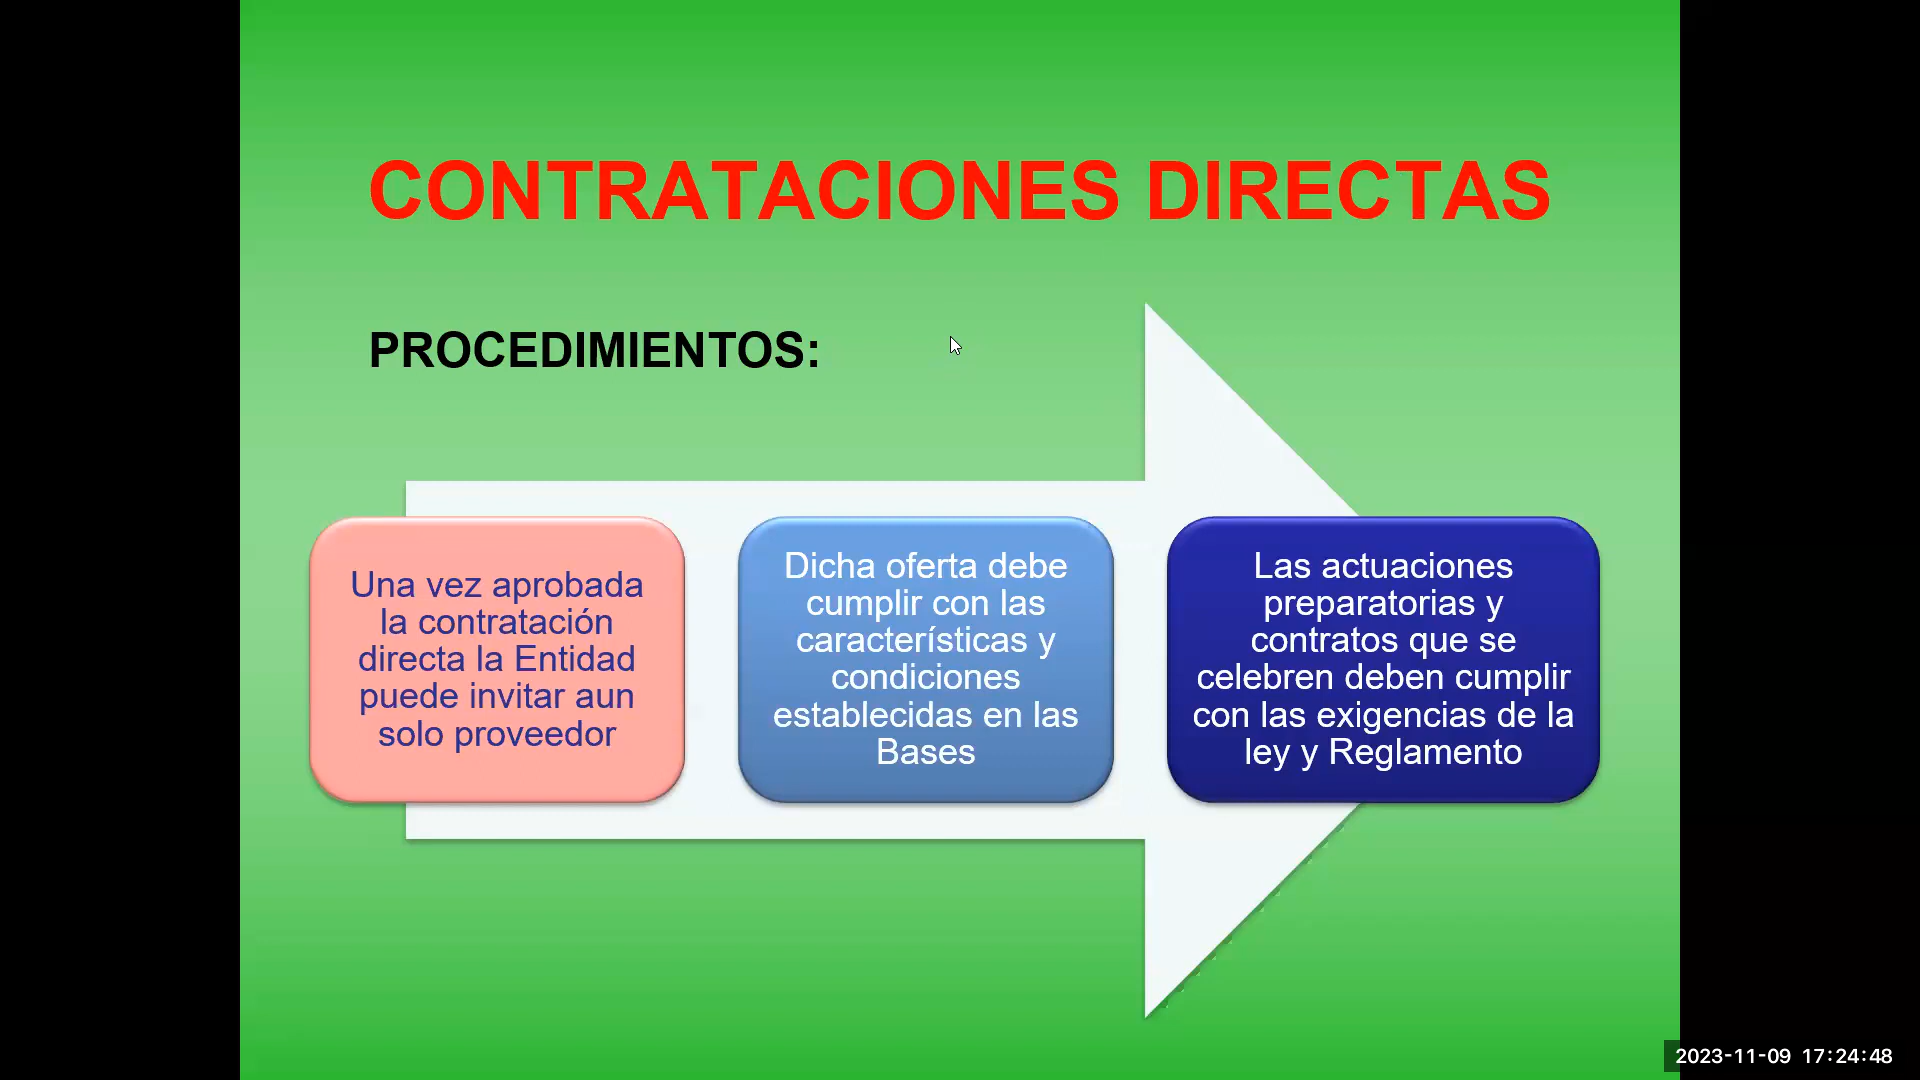 CONTRATACIONES DIRECTAS
PROCEDIMIENTOS:
Una vez aprobada
la contratación
directa la Entidad
puede invitar aun
solo proveedor
Dicha oferta debe
cumplir con las
características y
condiciones
establecidas en las
Bases
Las actuaciones
preparatorias y
contratos que se
celebren deben cumplir
con las exigencias de la
ley y Reglamento
2023-11-09 17:24:48